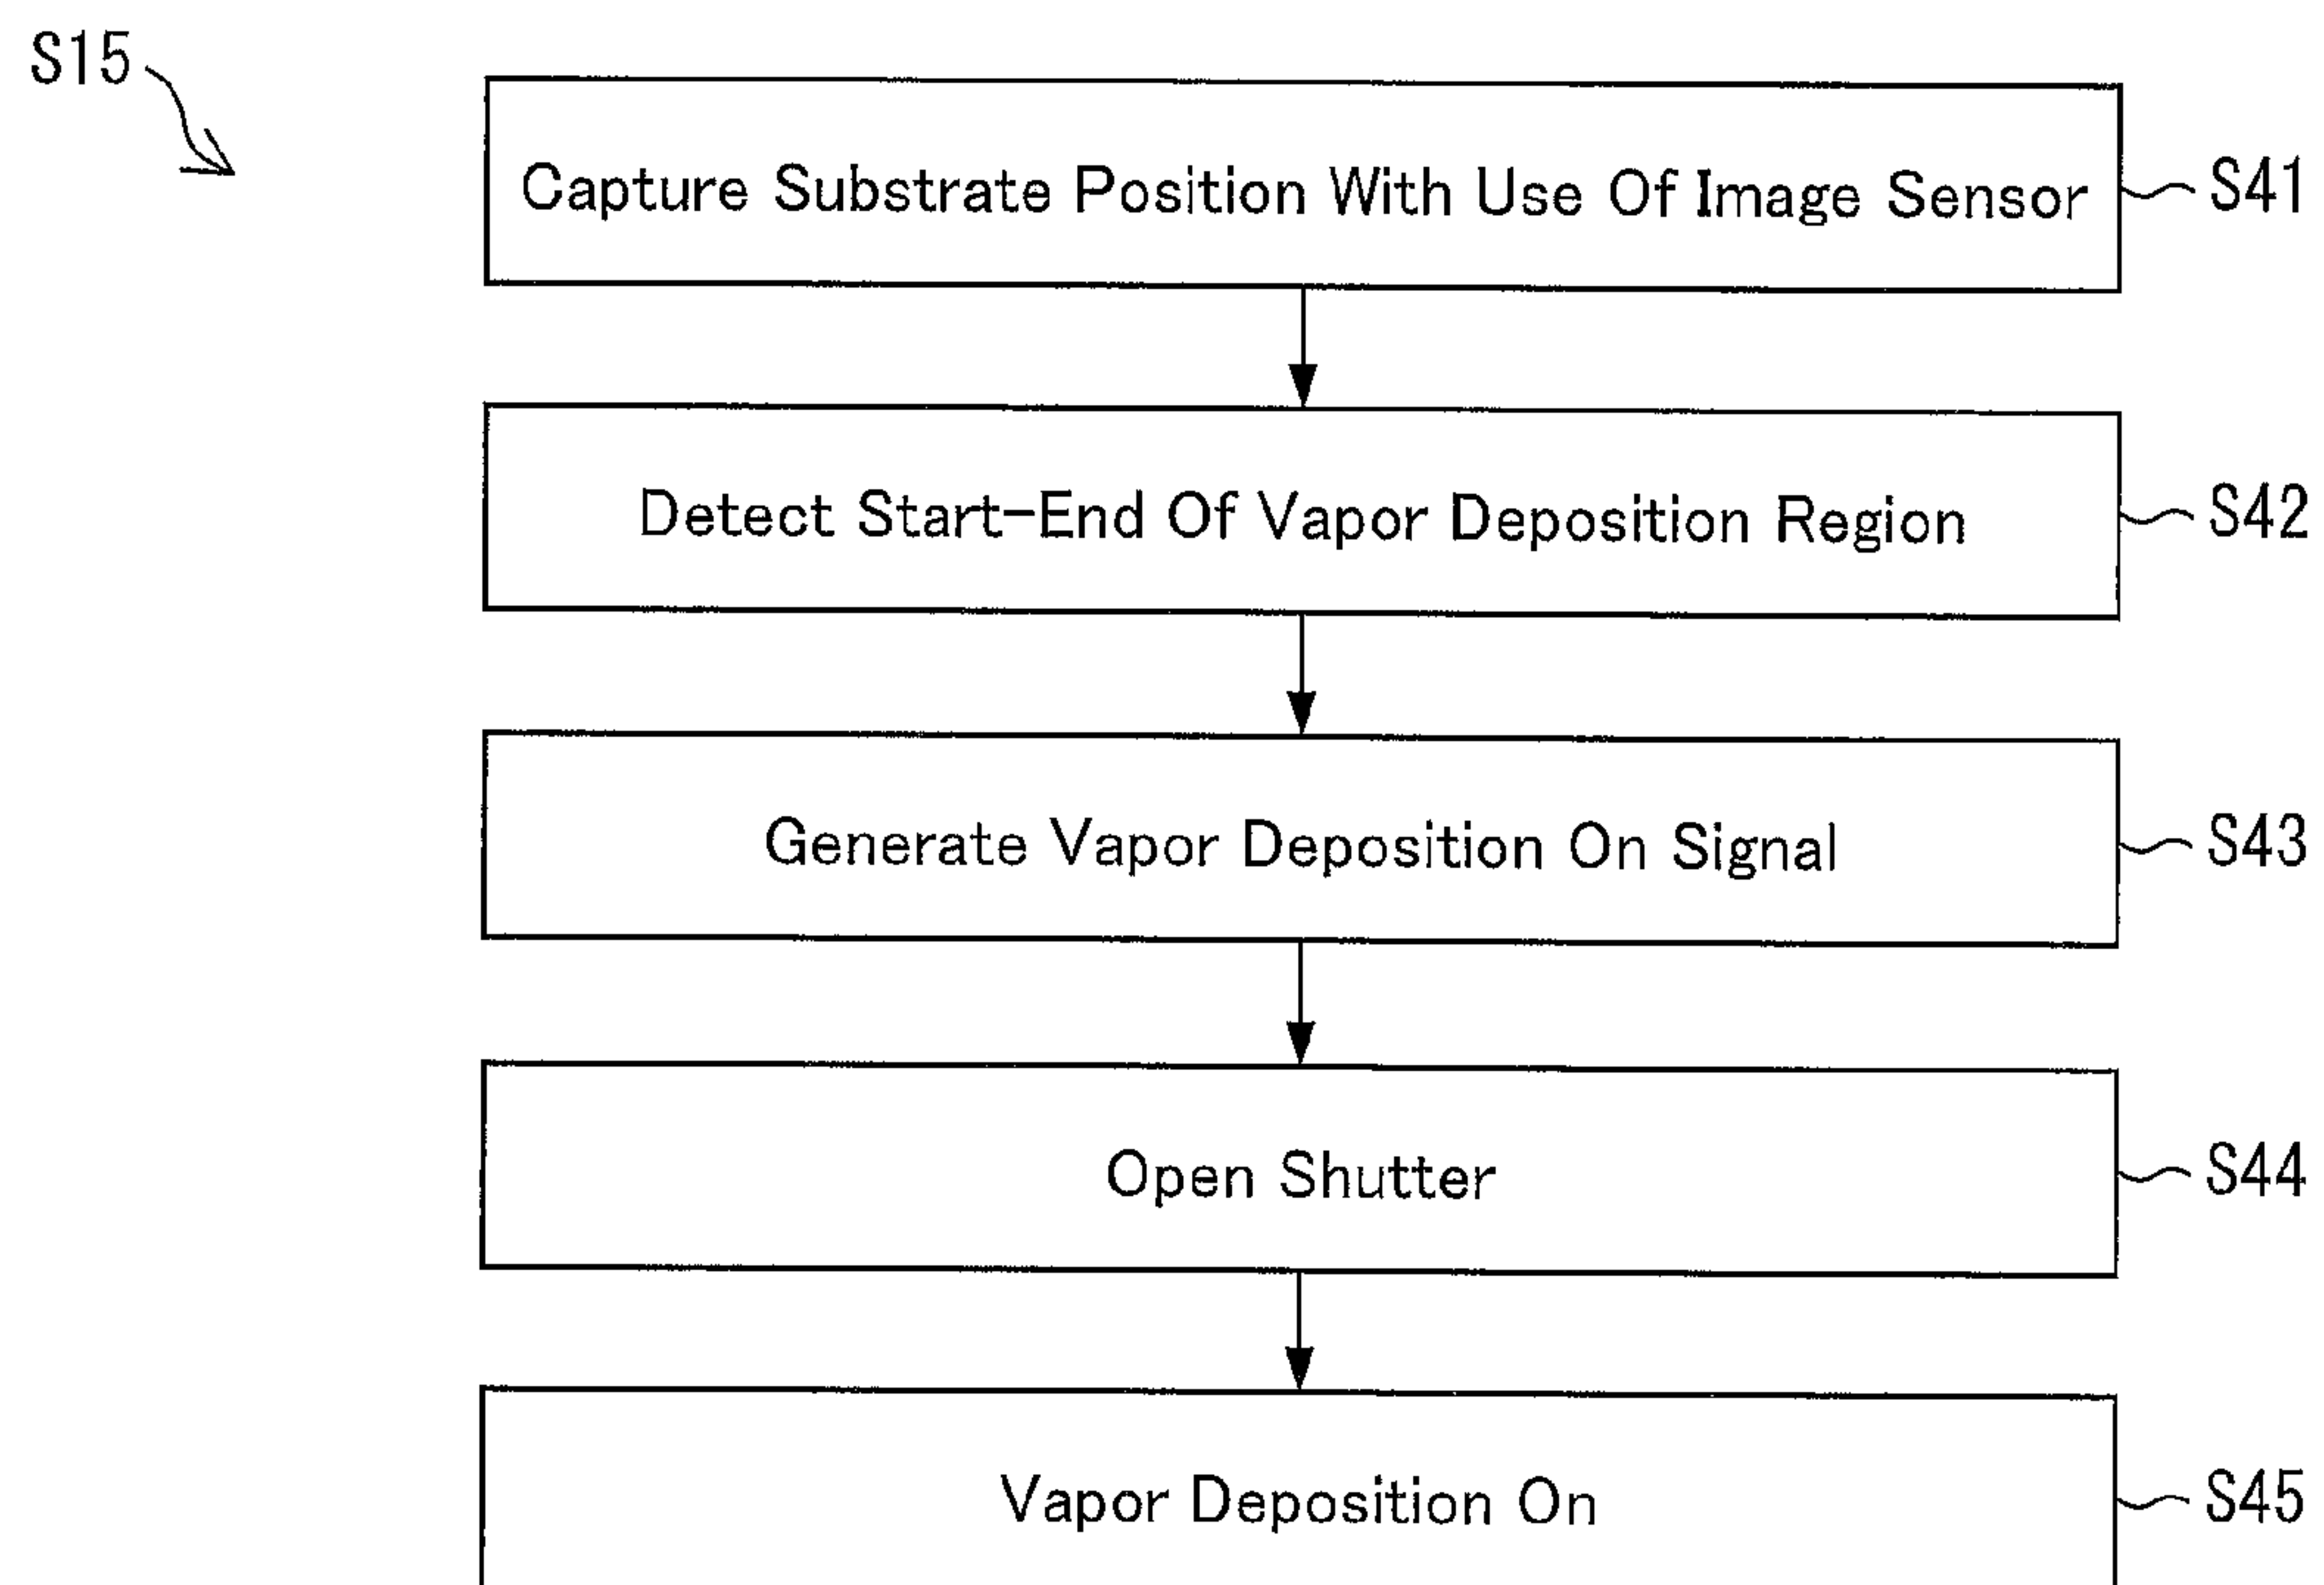 S15
Capture Substrate Position With Use Of Image Sensor
S41
Detect Start-End Of Vapor Deposition Region
S42
Generate Vapor Deposition On Signal
S43
Open Shutter
S44
Vapor Deposition On
S45